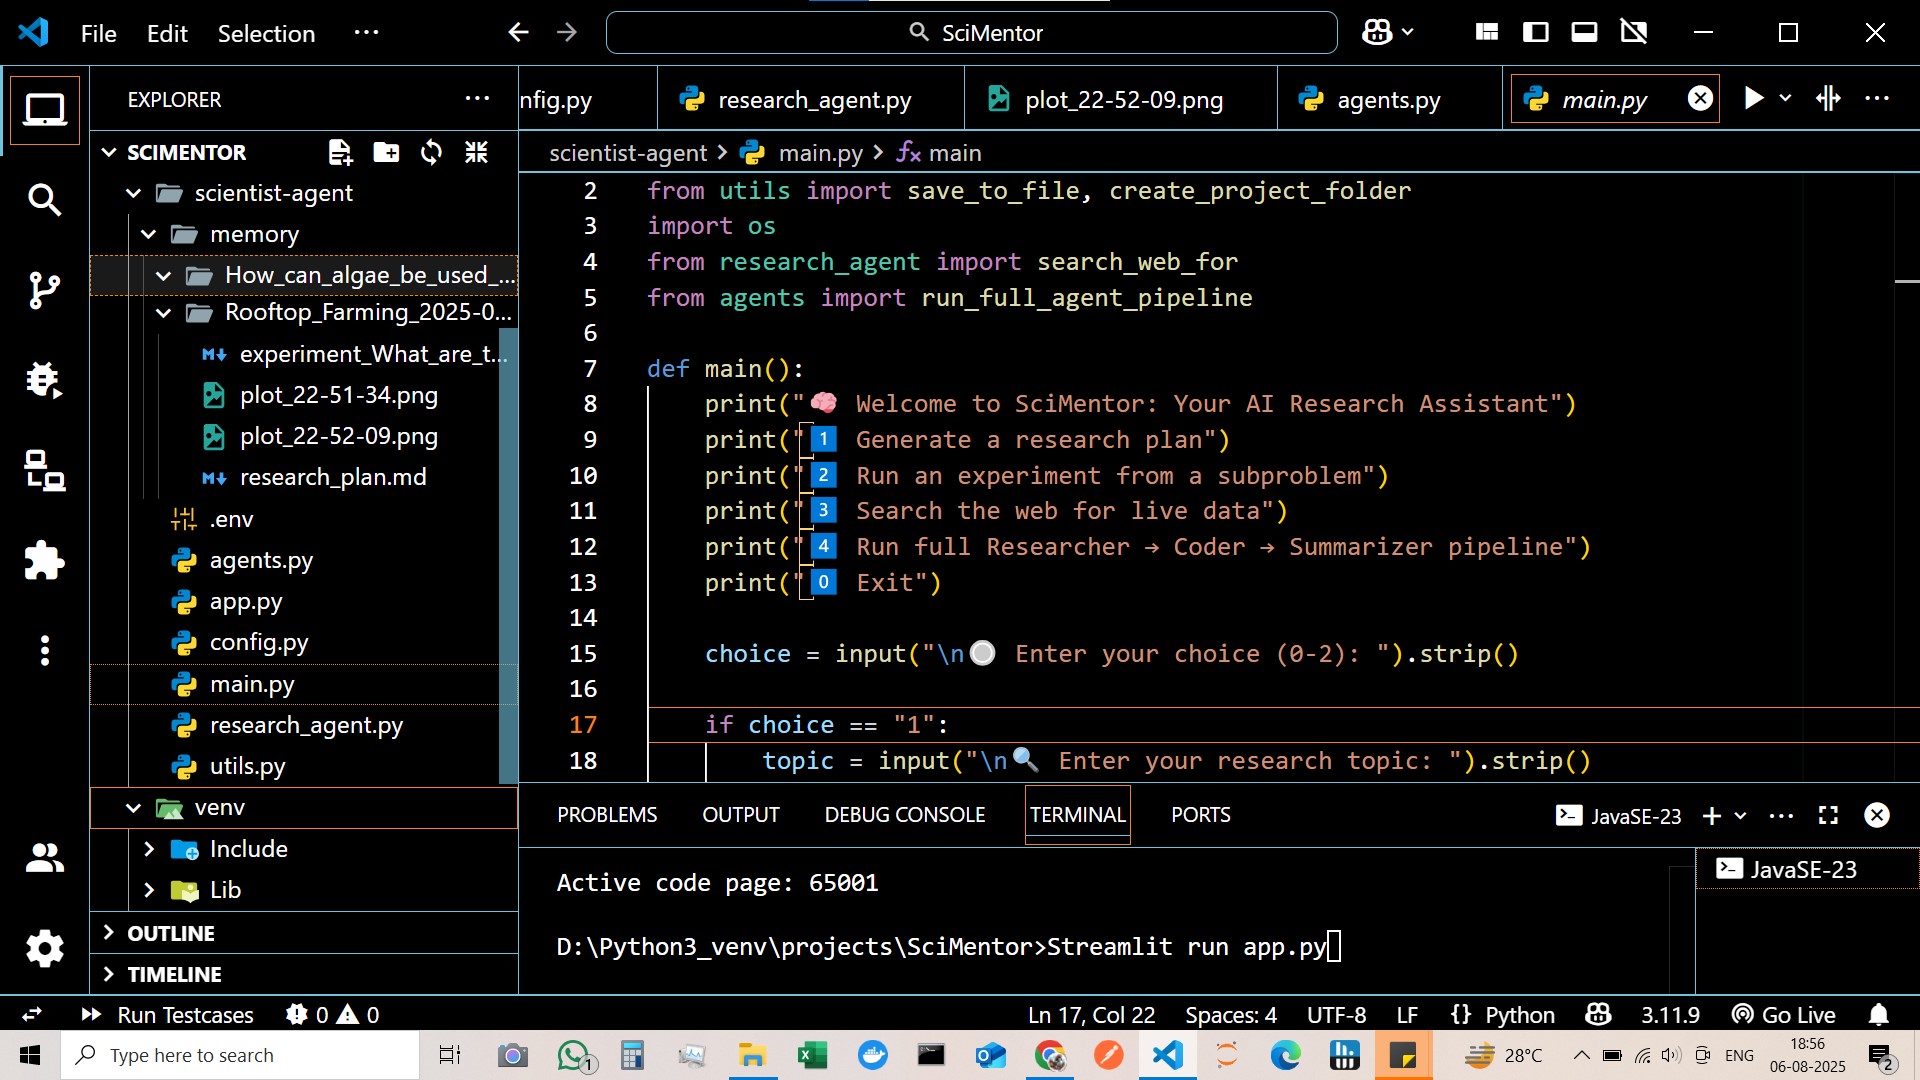 File Edit Selection ··· SciMentor
EXPLORER ···
SCIMENTOR
scientist-agent
memory
How_can_algae_be_used_...
Rooftop_Farming_2025-0...
experiment_What_are_t...
plot_22-51-34.png
plot_22-52-09.png
research_plan.md
.env
agents.py
app.py
config.py
main.py
research_agent.py
utils.py
venv
Include
Lib
OUTLINE
TIMELINE
nfig.py research_agent.py plot_22-52-09.png agents.py main.py ···
scientist-agent > main.py > main
2 from utils import save_to_file, create_project_folder
3 import os
4 from research_agent import search_web_for
5 from agents import run_full_agent_pipeline
6
7 def main():
8 print("🧠 Welcome to SciMentor: Your AI Research Assistant")
9 print("1️⃣ Generate a research plan")
10 print("2️⃣ Run an experiment from a subproblem")
11 print("3️⃣ Search the web for live data")
12 print("4️⃣ Run full Researcher → Coder → Summarizer pipeline")
13 print("0️⃣ Exit")
14
15 choice = input("\n⚪ Enter your choice (0-2): ").strip()
16
17 if choice == "1":
18 topic = input("\n🔍 Enter your research topic: ").strip()
PROBLEMS OUTPUT DEBUG CONSOLE TERMINAL PORTS JavaSE-23 ···
Active code page: 65001
D:\Python3_venv\projects\SciMentor>Streamlit run app.py
JavaSE-23
Run Testcases 0 0 Ln 17, Col 22 Spaces: 4 UTF-8 LF {} Python 3.11.9 Go Live
Type here to search 1 28°C ENG 18:56
06-08-2025 2